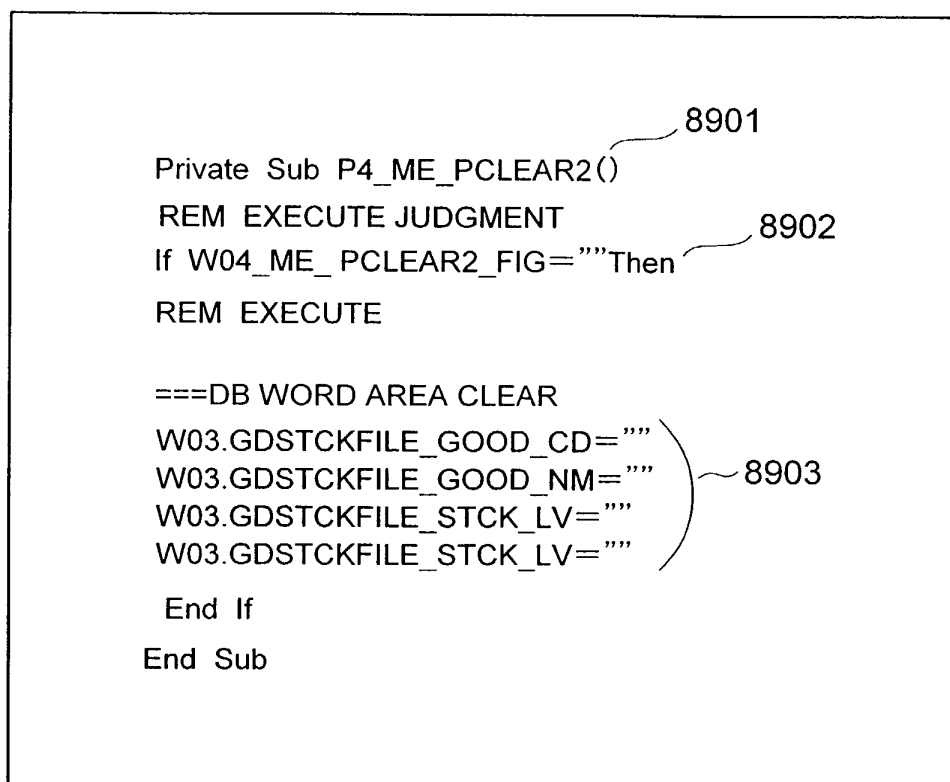 8901
Private Sub P4_ME_PCLEAR2()
REM EXECUTE JUDGMENT
8902
If W04_ME_ PCLEAR2_FIG=””Then
REM EXECUTE
===DB WORD AREA CLEAR
W03.GDSTCKFILE_GOOD_CD=””
W03.GDSTCKFILE_GOOD_NM=””
8903
W03.GDSTCKFILE_STCK_LV=””
W03.GDSTCKFILE_STCK_LV=””
End If
End Sub